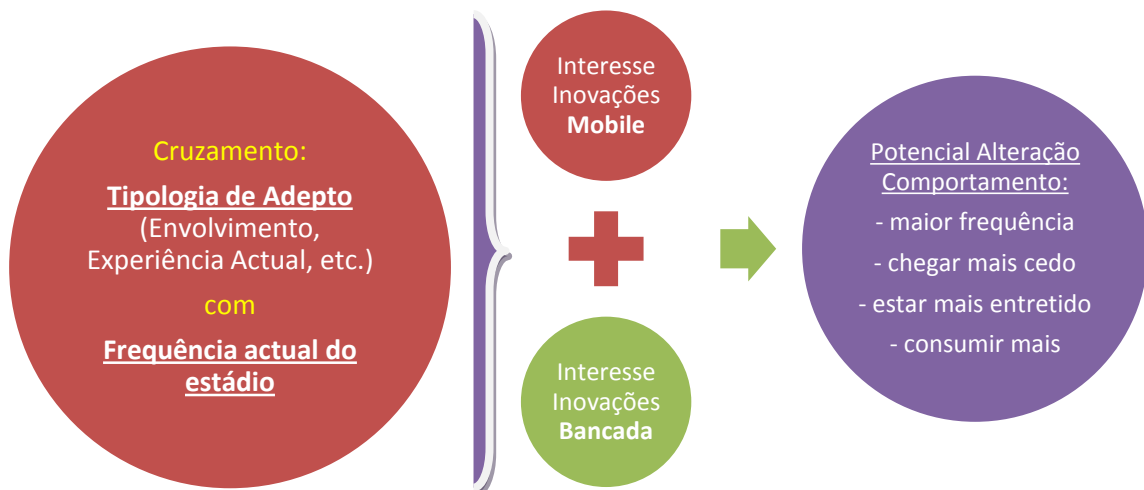 Cruzamento:
Tipologia de Adepto
(Envolvimento,
Experiência Actual, etc.)
com
Frequência actual do
estádio
Interesse
Inovações
Mobile
Interesse
Inovações
Bancada
Potencial Alteração
Comportamento:
- maior frequência
- chegar mais cedo
- estar mais entretido
- consumir mais